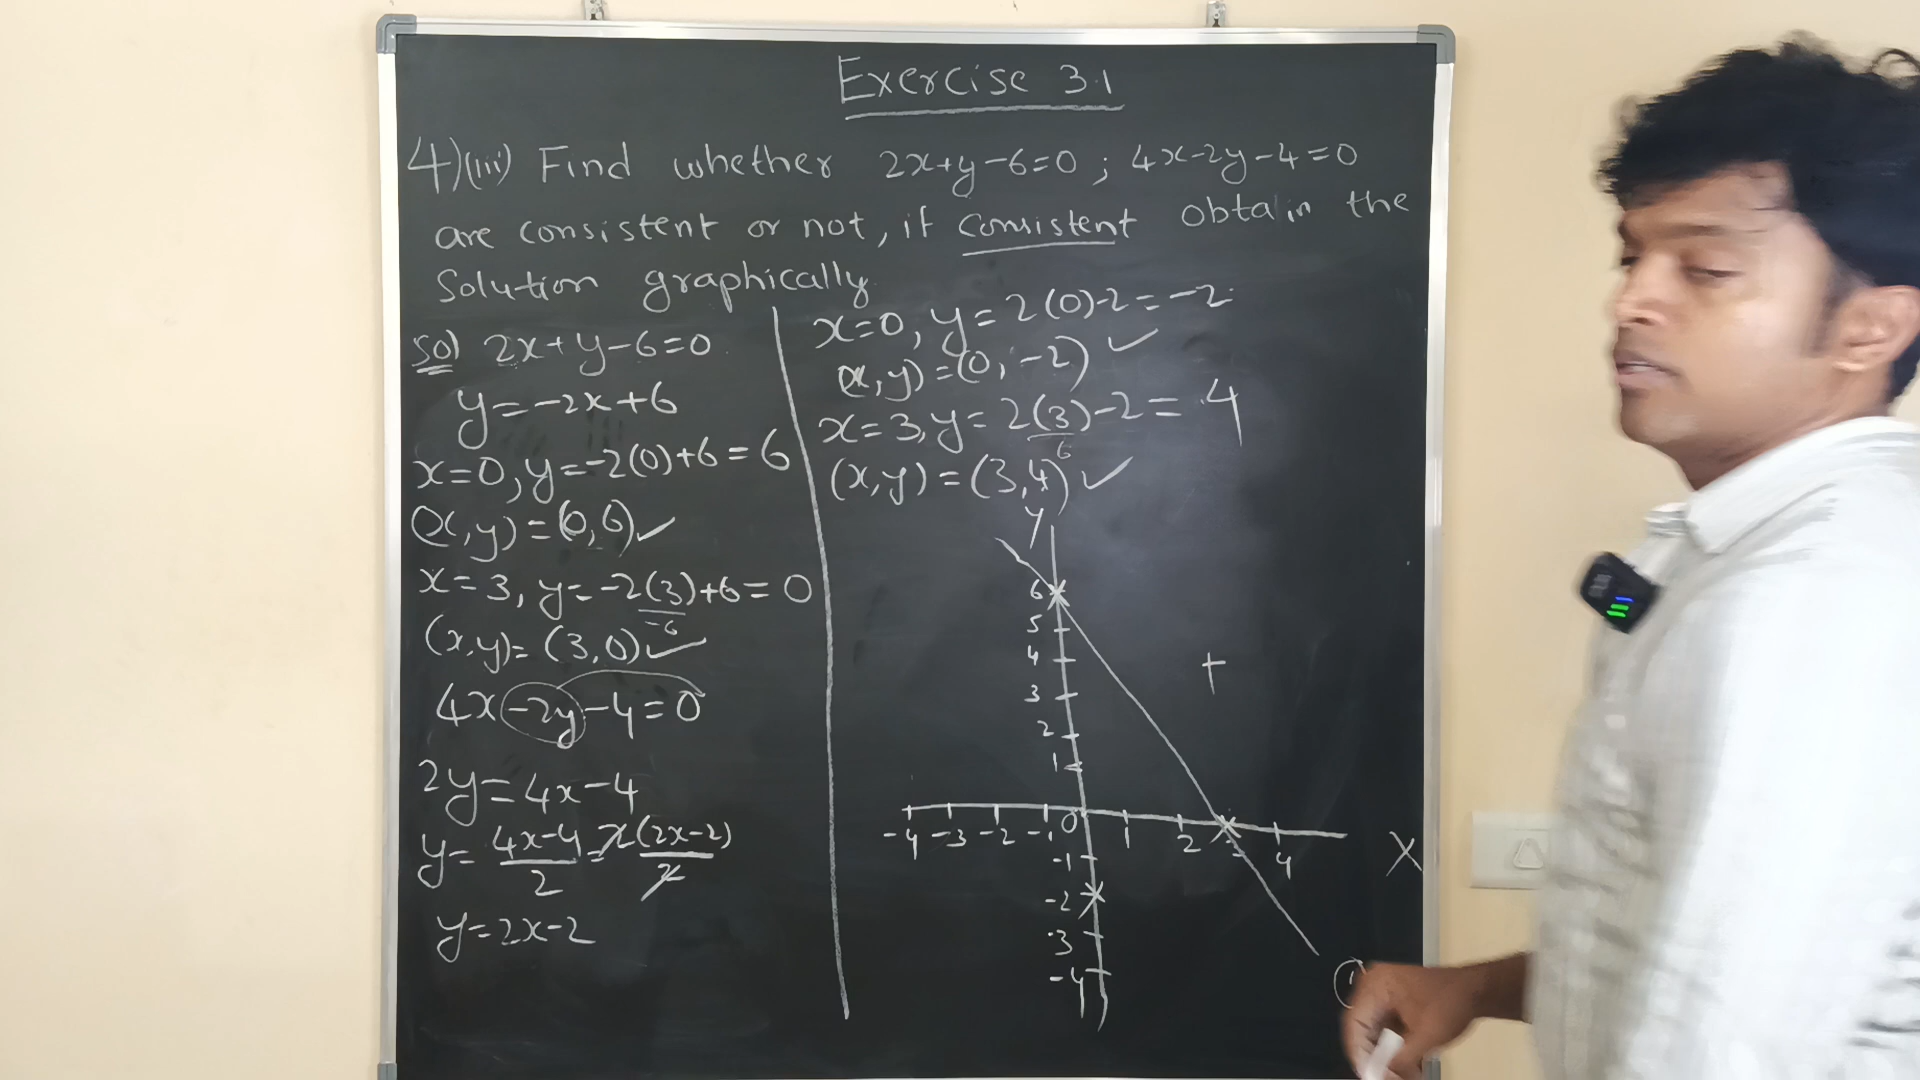 Exercise 3.1
4)(iii) Find whether 2x+y-6=0 ; 4x-2y-4=0
are consistent or not, if consistent obtain the
Solution graphically
Sol 2x+y-6=0
y=-2x+6
x=0, y=-2(0)+6=6
(x,y)=(0,6)✓
x=3, y=-2(3)+6=0
-6
(x,y)=(3,0)✓
4x-2y-4=0
2y=4x-4
y=4x-4/2=2(2x-2)/2
y=2x-2
x=0, y=2(0)-2=-2
(x,y)=(0,-2)✓
x=3, y=2(3)-2=4
6
(x,y)=(3,4)✓
y
6
5
4
3
2
1
-4 -3 -2 -1 0 1 2 3 4 X
-1
-2
-3
-4